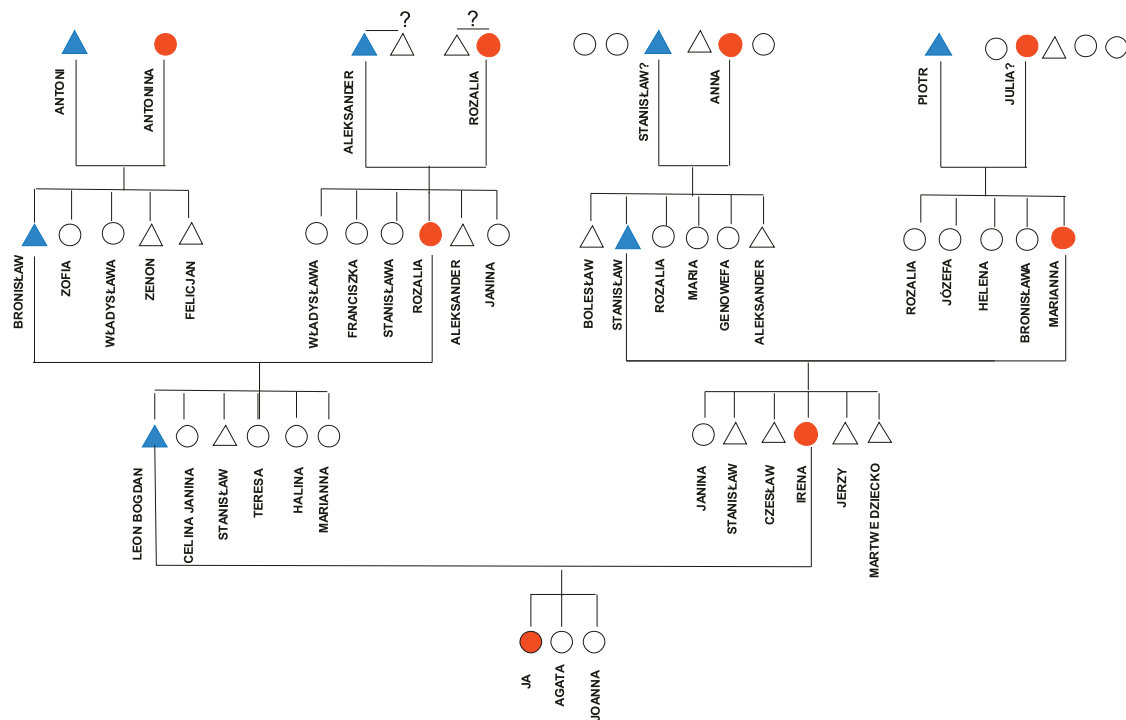 ?
?
ANTONI
ANTONINA
ALEKSANDER
ROZALIA
STANISŁAW?
ANNA
PIOTR
JULIA?
BRONISŁAW
ZOFIA
WŁADYSŁAWA
ZENON
FELICJAN
WŁADYSŁAWA
FRANCISZKA
STANISŁAWA
ROZALIA
ALEKSANDER
JANINA
BOLESŁAW
STANISŁAW
ROZALIA
MARIA
GENOWEFA
ALEKSANDER
ROZALIA
JÓZEFA
HELENA
BRONISŁAWA
MARIANNA
LEON BOGDAN
CELINA JANINA
STANISŁAW
TERESA
HALINA
MARIANNA
JANINA
STANISŁAW
CZESŁAW
IRENA
JERZY
MARTWE DZIECKO
JA
AGATA
JOANNA